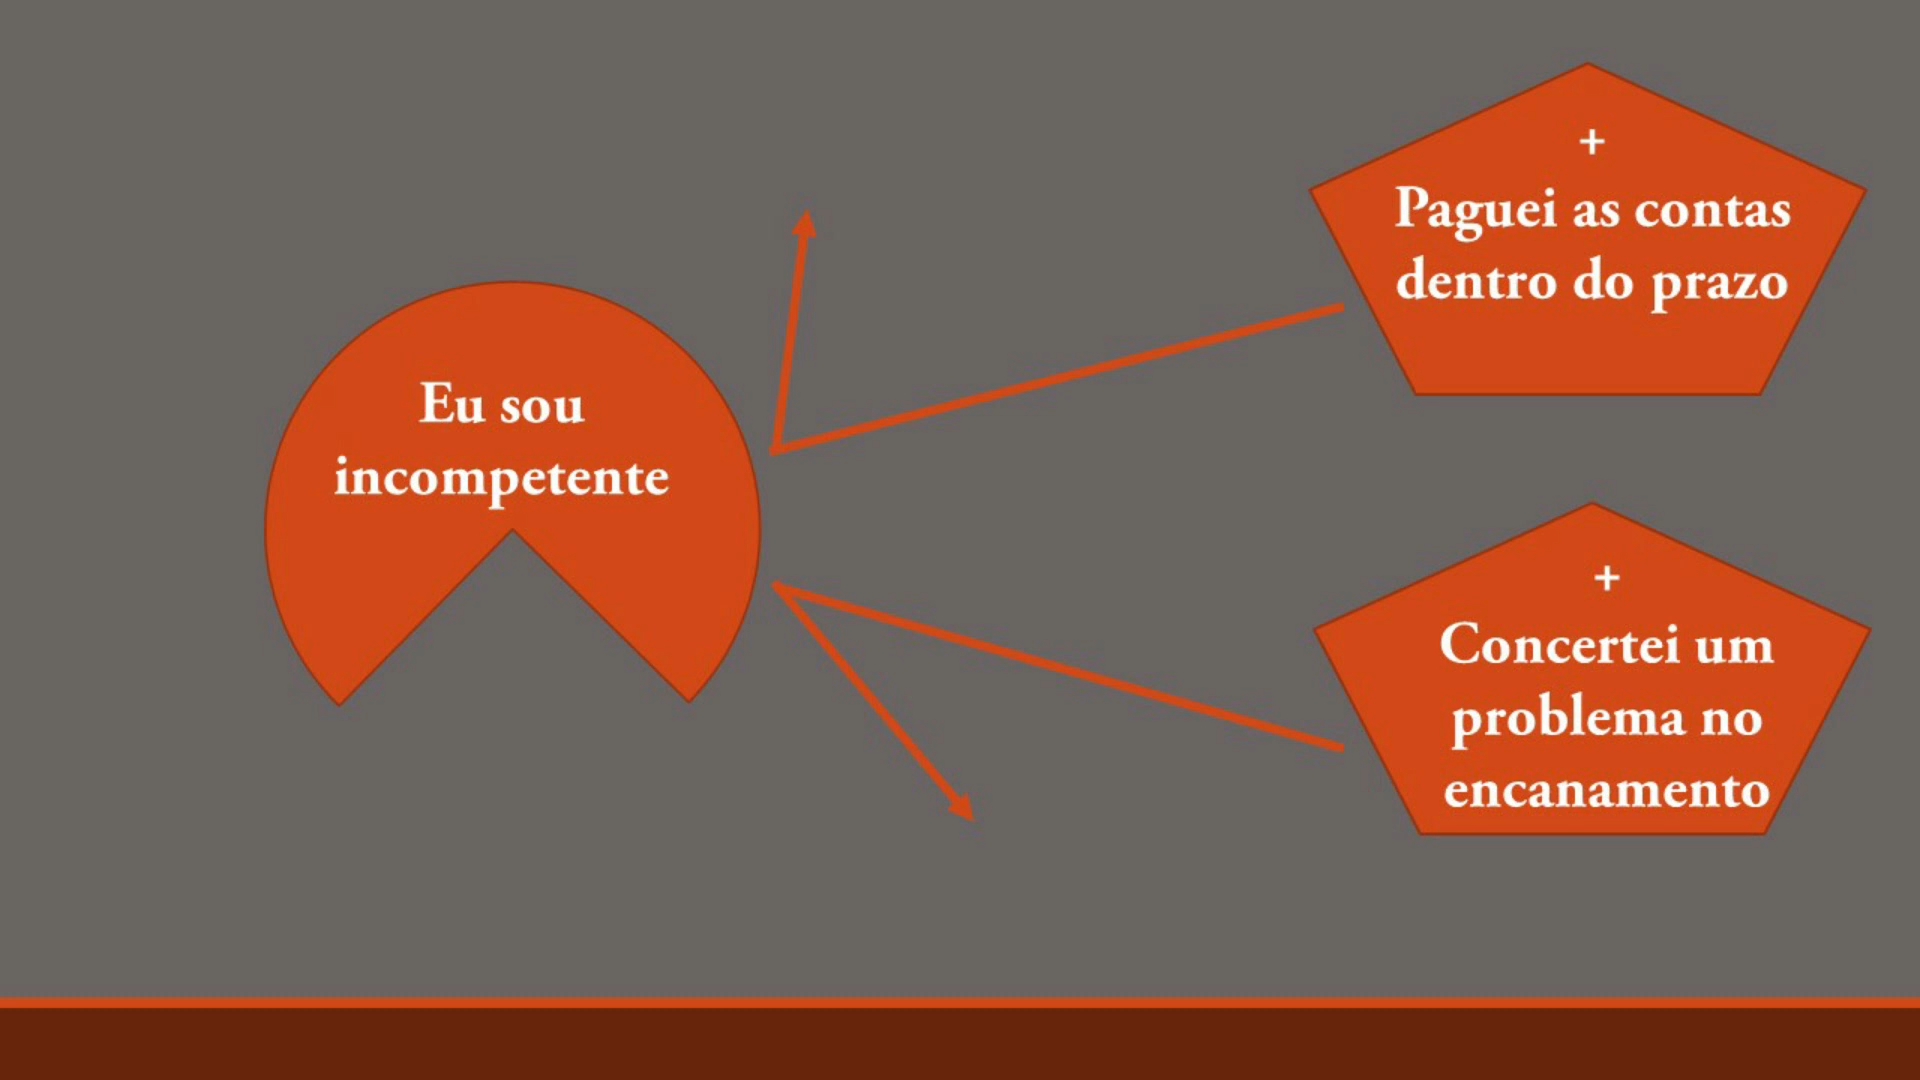 Eu sou
incompetente
+
Paguei as contas
dentro do prazo
+
Concertei um
problema no
encanamento